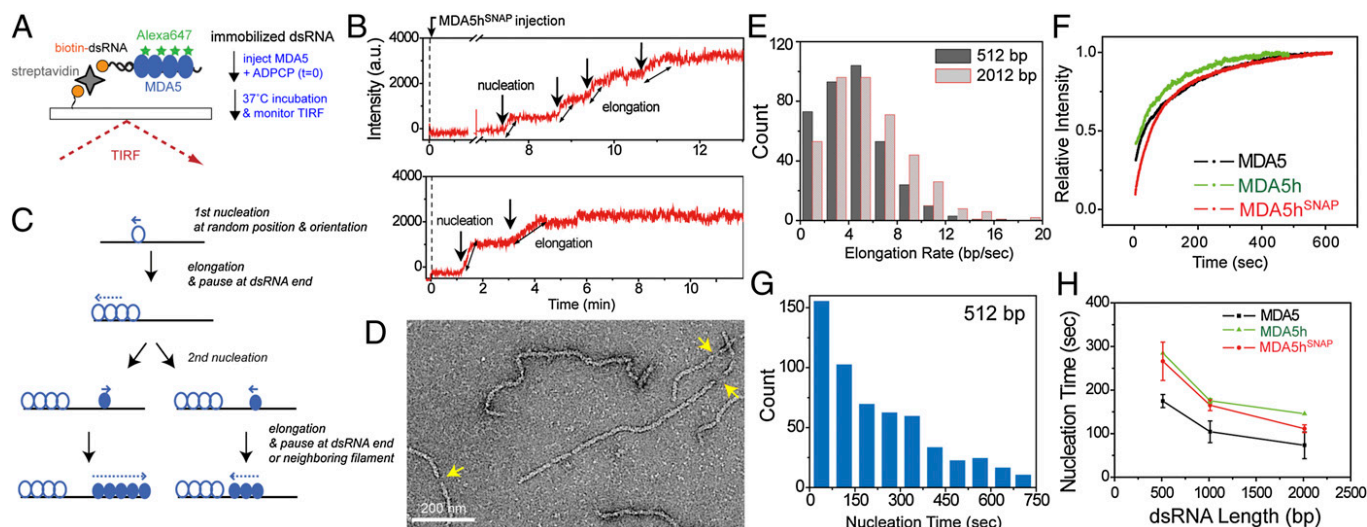 A
Alexa647
biotin-dsRNA
streptavidin
MDA5
TIRF
immobilized dsRNA
inject MDA5
+ ADPCP (t=0)
37°C incubation
& monitor TIRF
B
MDA5hSNAP injection
Intensity (a.u.)
4000
2000
0
nucleation
elongation
0
8
10
12
4000
2000
0
nucleation
elongation
0
2
4
6
8
10
12
Time (min)
C
1st nucleation
at random position & orientation
elongation
& pause at dsRNA end
2nd nucleation
elongation
& pause at dsRNA end
or neighboring filament
D
200 nm
E
512 bp
2012 bp
Count
120
80
40
0
0
4
8
12
16
20
Elongation Rate (bp/sec)
F
Relative Intensity
1.0
0.5
0.0
MDA5
MDA5h
MDA5hSNAP
0
200
400
600
Time (sec)
G
512 bp
Count
150
100
50
0
0
150
300
450
600
750
Nucleation Time (sec)
H
MDA5
MDA5h
MDA5hSNAP
Nucleation Time (sec)
400
300
200
100
0
0
500
1000
1500
2000
2500
dsRNA Length (bp)